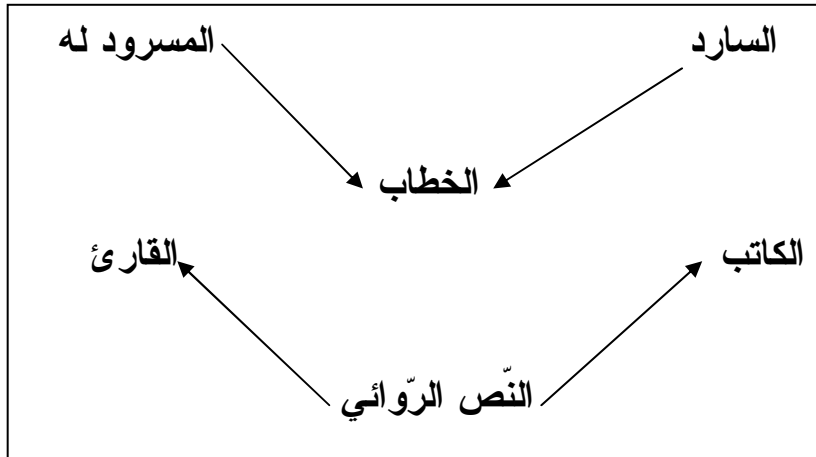 السارد المسرود له
الخطاب
الكاتب القارئ
النّص الرّوائي